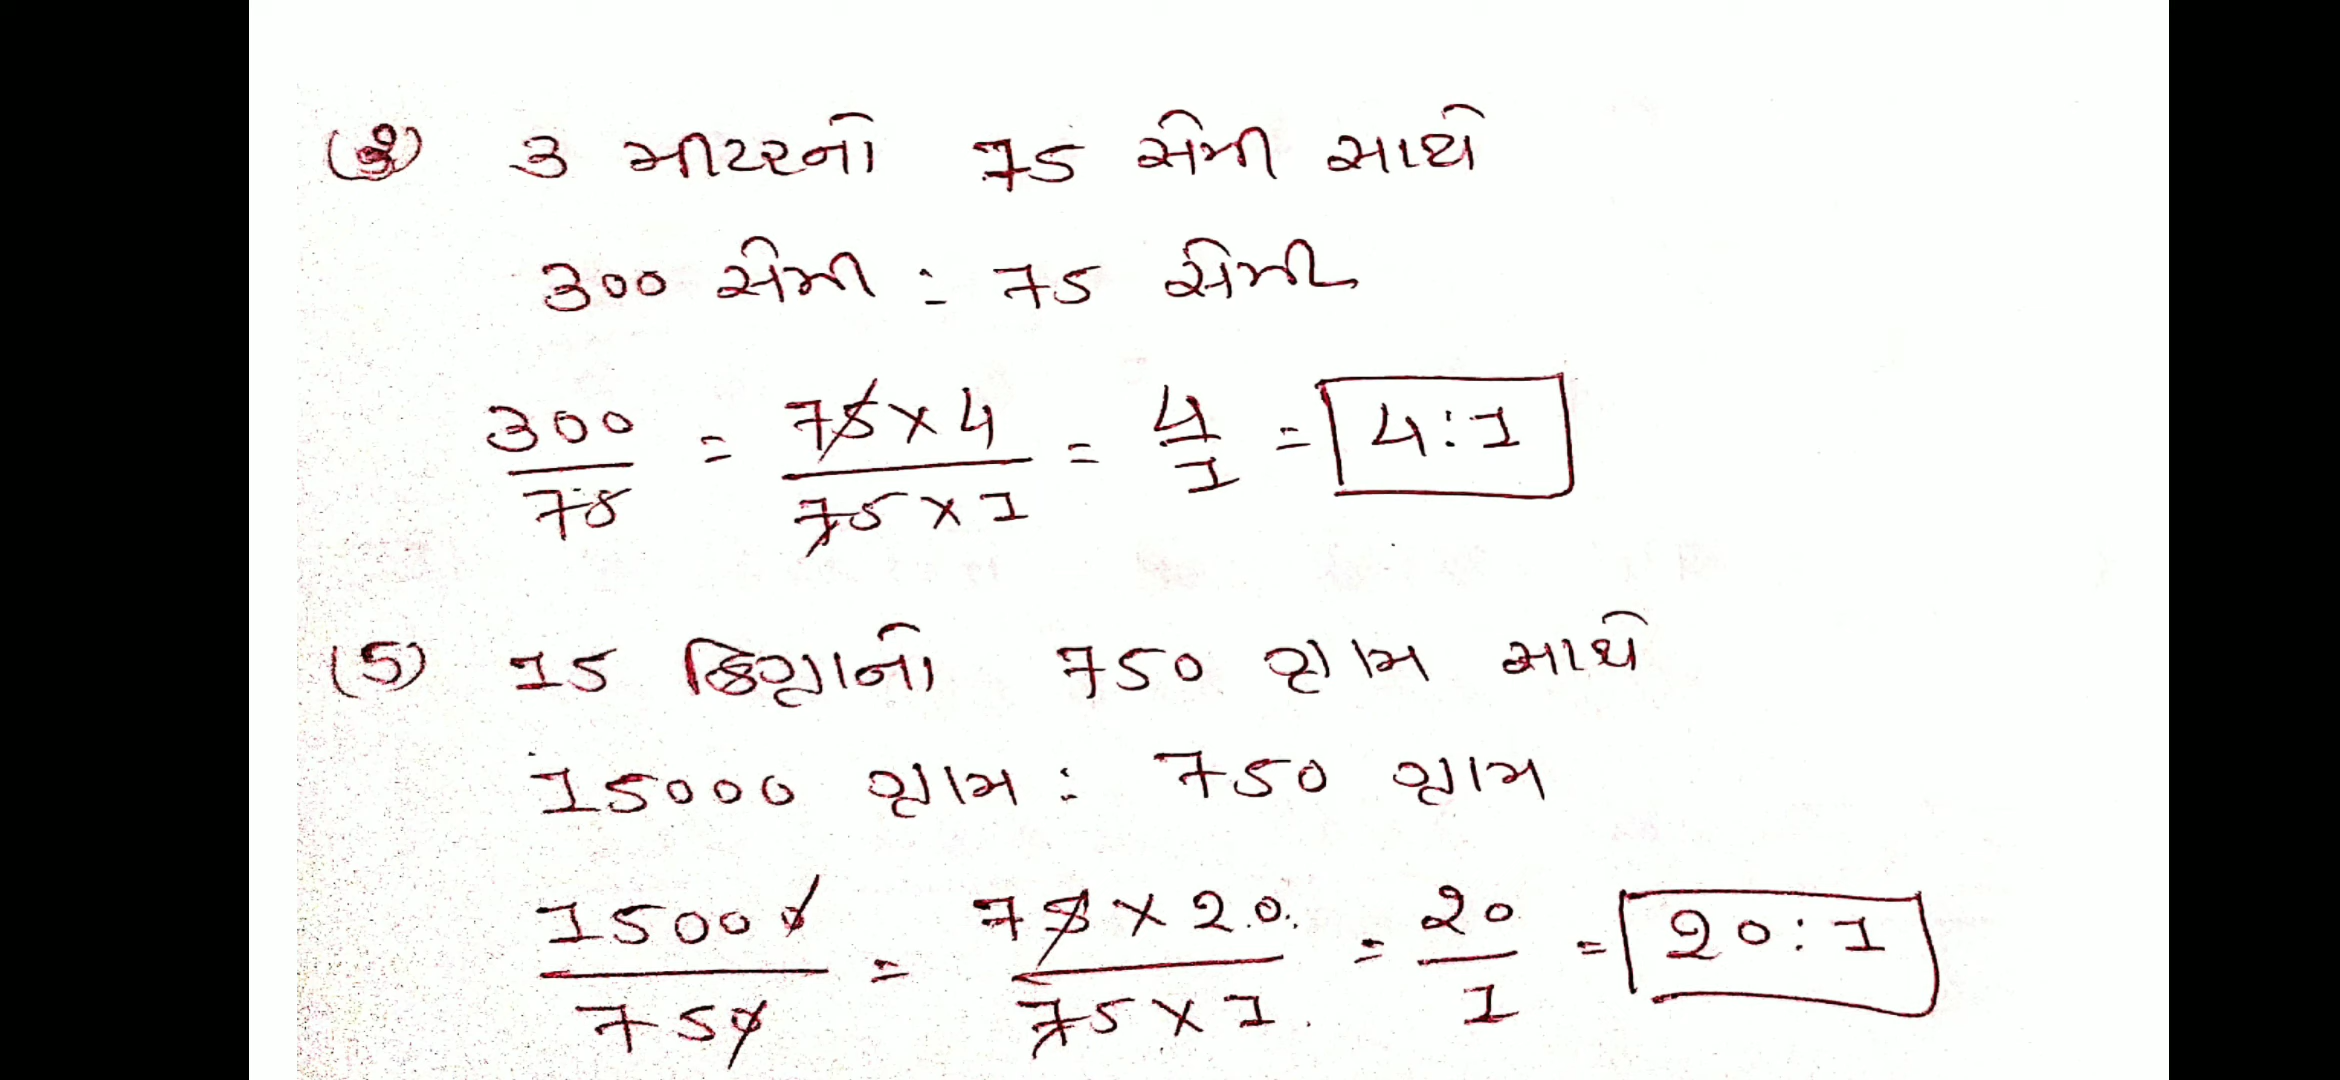 3 મીટરનો 75 સેમી સાથે
300 સેમી : 75 સેમી
300/75 = 75×4/75×1 = 4/1 = 4:1
(5) 15 કિગ્રાનો 750 ગ્રામ સાથે
15000 ગ્રામ : 750 ગ્રામ
15000/750 = 75×20/75×1 = 20/1 = 20:1